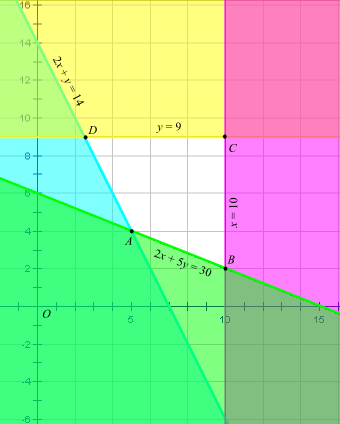 16
14
2x + y = 14
12
10
D
y = 9
C
8
6
x = 10
4
A
2x + 5y = 30
B
2
O
5
10
15
-2
-4
-6